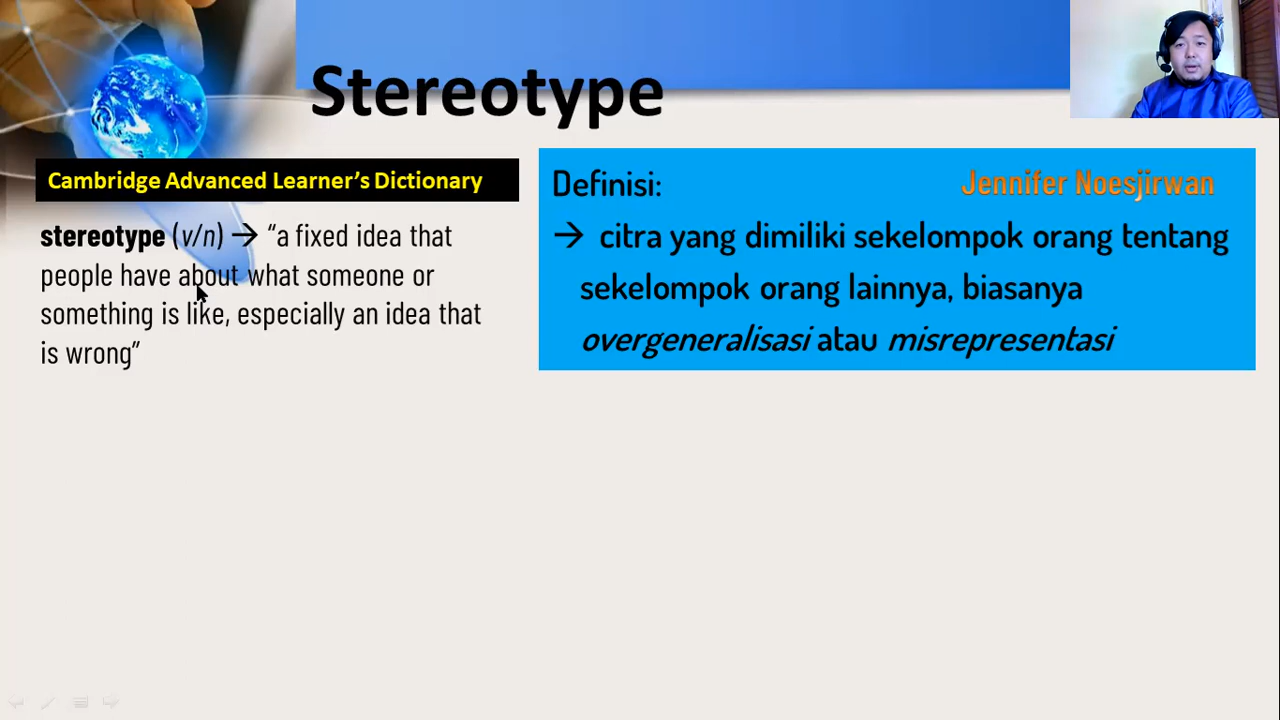 Stereotype
Cambridge Advanced Learner's Dictionary
stereotype (v/n) → “a fixed idea that
people have about what someone or
something is like, especially an idea that
is wrong”
Definisi:
Jennifer Noesjirwan
→ citra yang dimiliki sekelompok orang tentang
sekelompok orang lainnya, biasanya
overgeneralisasi atau misrepresentasi